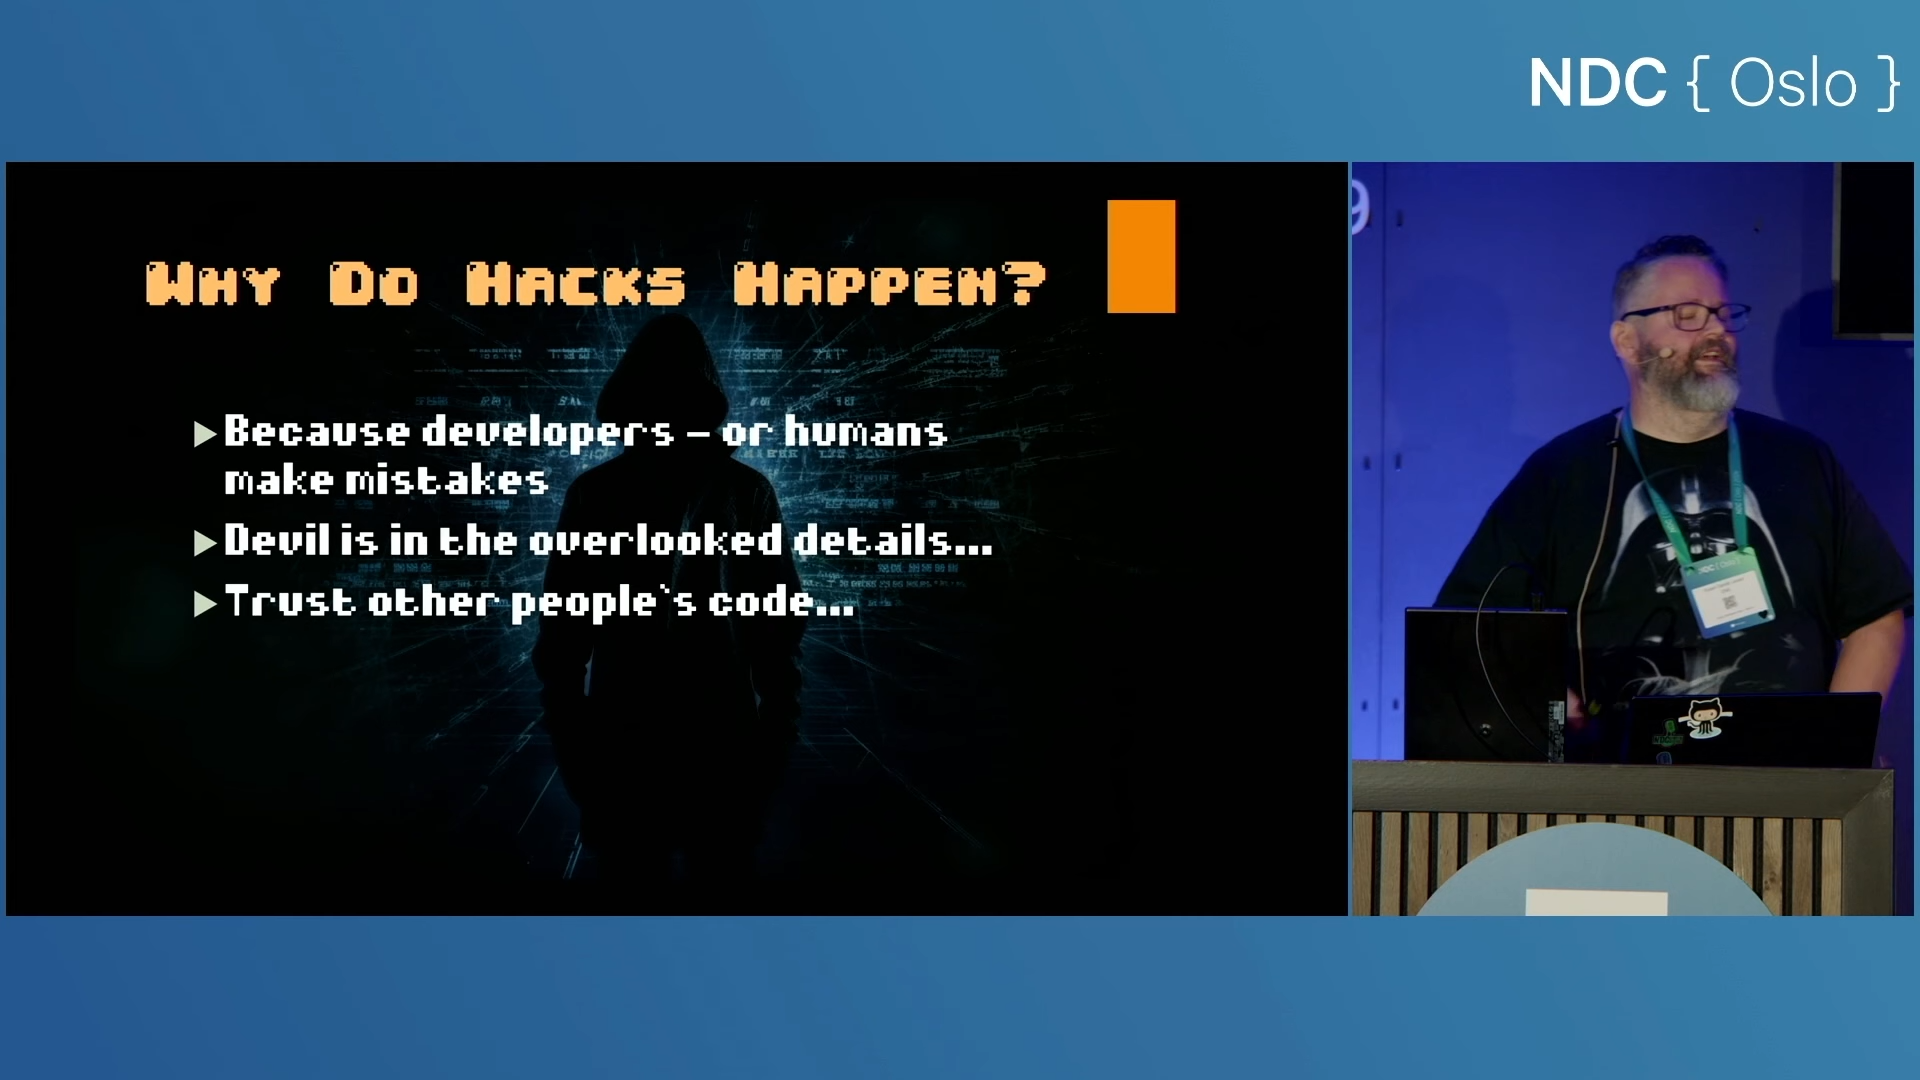 NDC { Oslo }
9
Why Do Hacks Happen?
Because developers – or humans
make mistakes
Devil is in the overlooked details...
Trust other people`s code...